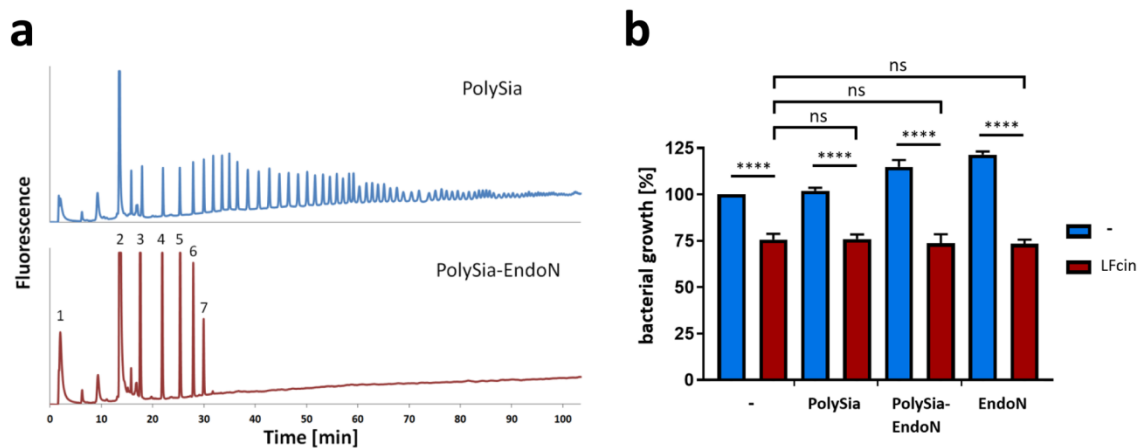 a
PolySia
PolySia-EndoN
1
2
3
4
5
6
7
Fluorescence
0 10 20 30 40 50 60 70 80 90 100
Time [min]
b
ns
ns
ns
****
****
****
****
125
100
75
50
25
0
bacterial growth [%]
-
PolySia
PolySia-
EndoN
EndoN
-
LFcin